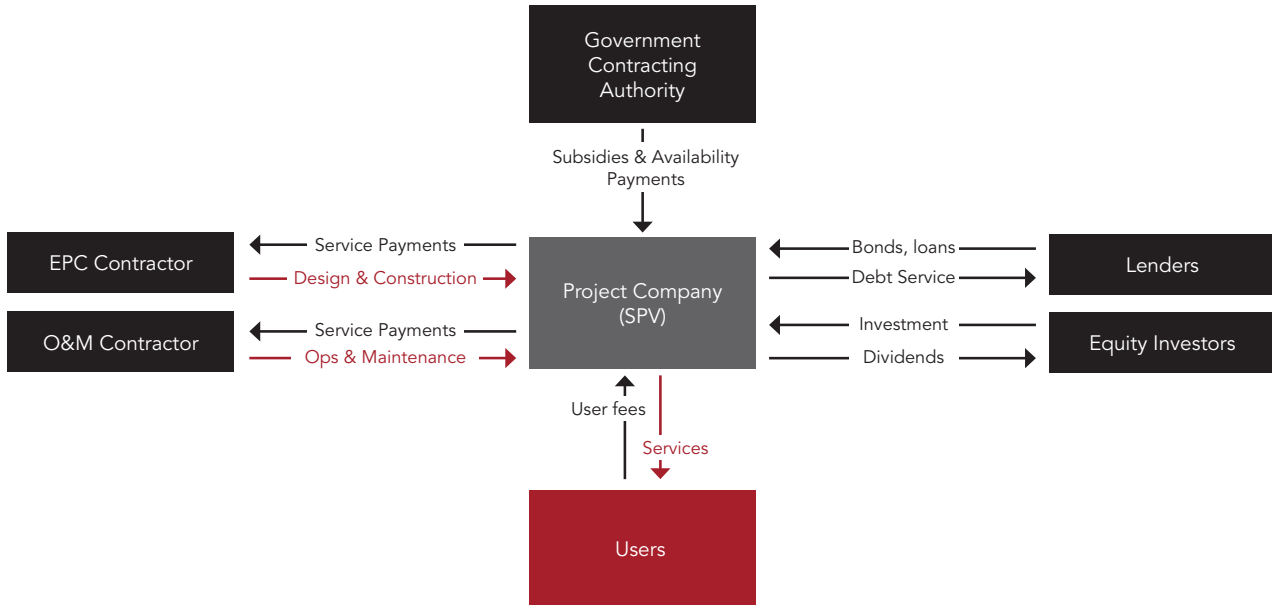 Government
Contracting
Authority
Subsidies & Availability
Payments
EPC Contractor
Service Payments
Design & Construction
O&M Contractor
Service Payments
Ops & Maintenance
Project Company
(SPV)
Bonds, loans
Debt Service
Lenders
Investment
Dividends
Equity Investors
User fees
Services
Users